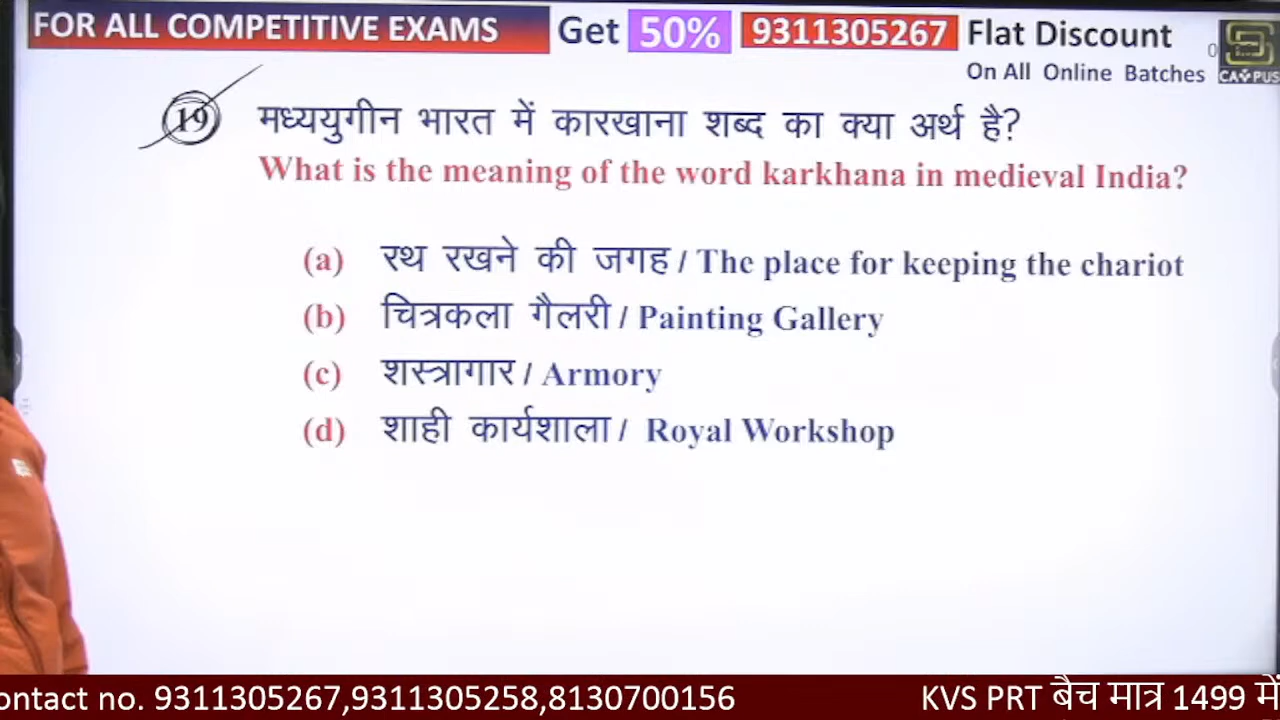 FOR ALL COMPETITIVE EXAMS Get 50% 9311305267 Flat Discount
On All Online Batches
CAMPUS
19 मध्ययुगीन भारत में कारखाना शब्द का क्या अर्थ है?
What is the meaning of the word karkhana in medieval India?
(a) रथ रखने की जगह / The place for keeping the chariot
(b) चित्रकला गैलरी / Painting Gallery
(c) शस्त्रागार / Armory
(d) शाही कार्यशाला / Royal Workshop
ontact no. 9311305267,9311305258,8130700156 KVS PRT बैच मात्र 1499 में